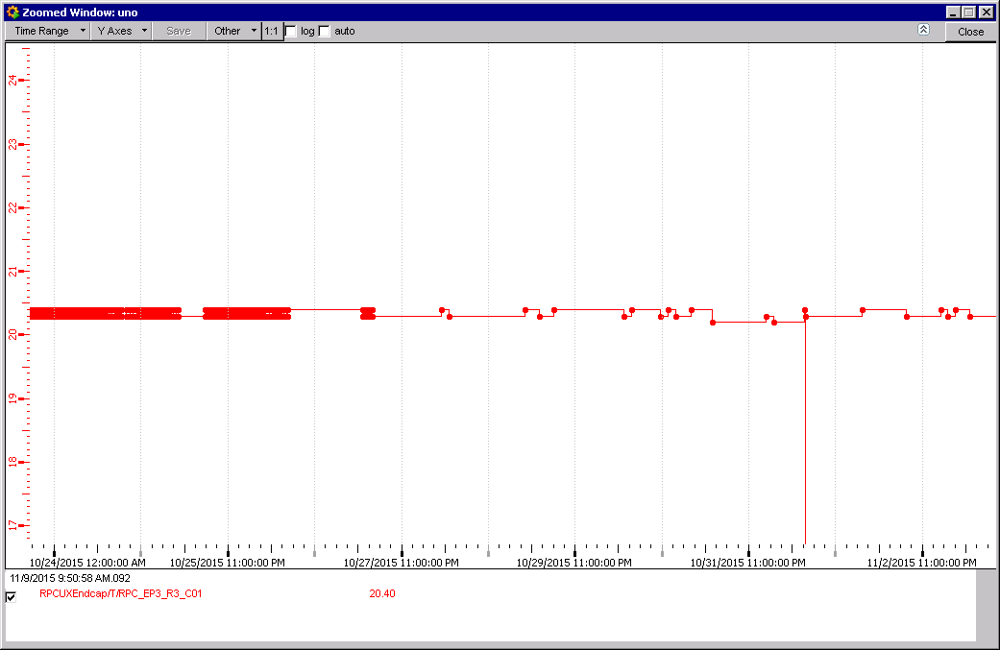 Zoomed Window: uno
Time Range Y Axes Save Other 1:1 log auto Close
24
23
22
21
20
19
18
17
10/24/2015 12:00:00 AM 10/25/2015 11:00:00 PM 10/27/2015 11:00:00 PM 10/29/2015 11:00:00 PM 10/31/2015 11:00:00 PM 11/2/2015 11:00:00 PM
11/9/2015 9:50:58 AM.092
RPCUXEndcap/T/RPC_EP3_R3_C01 20.40